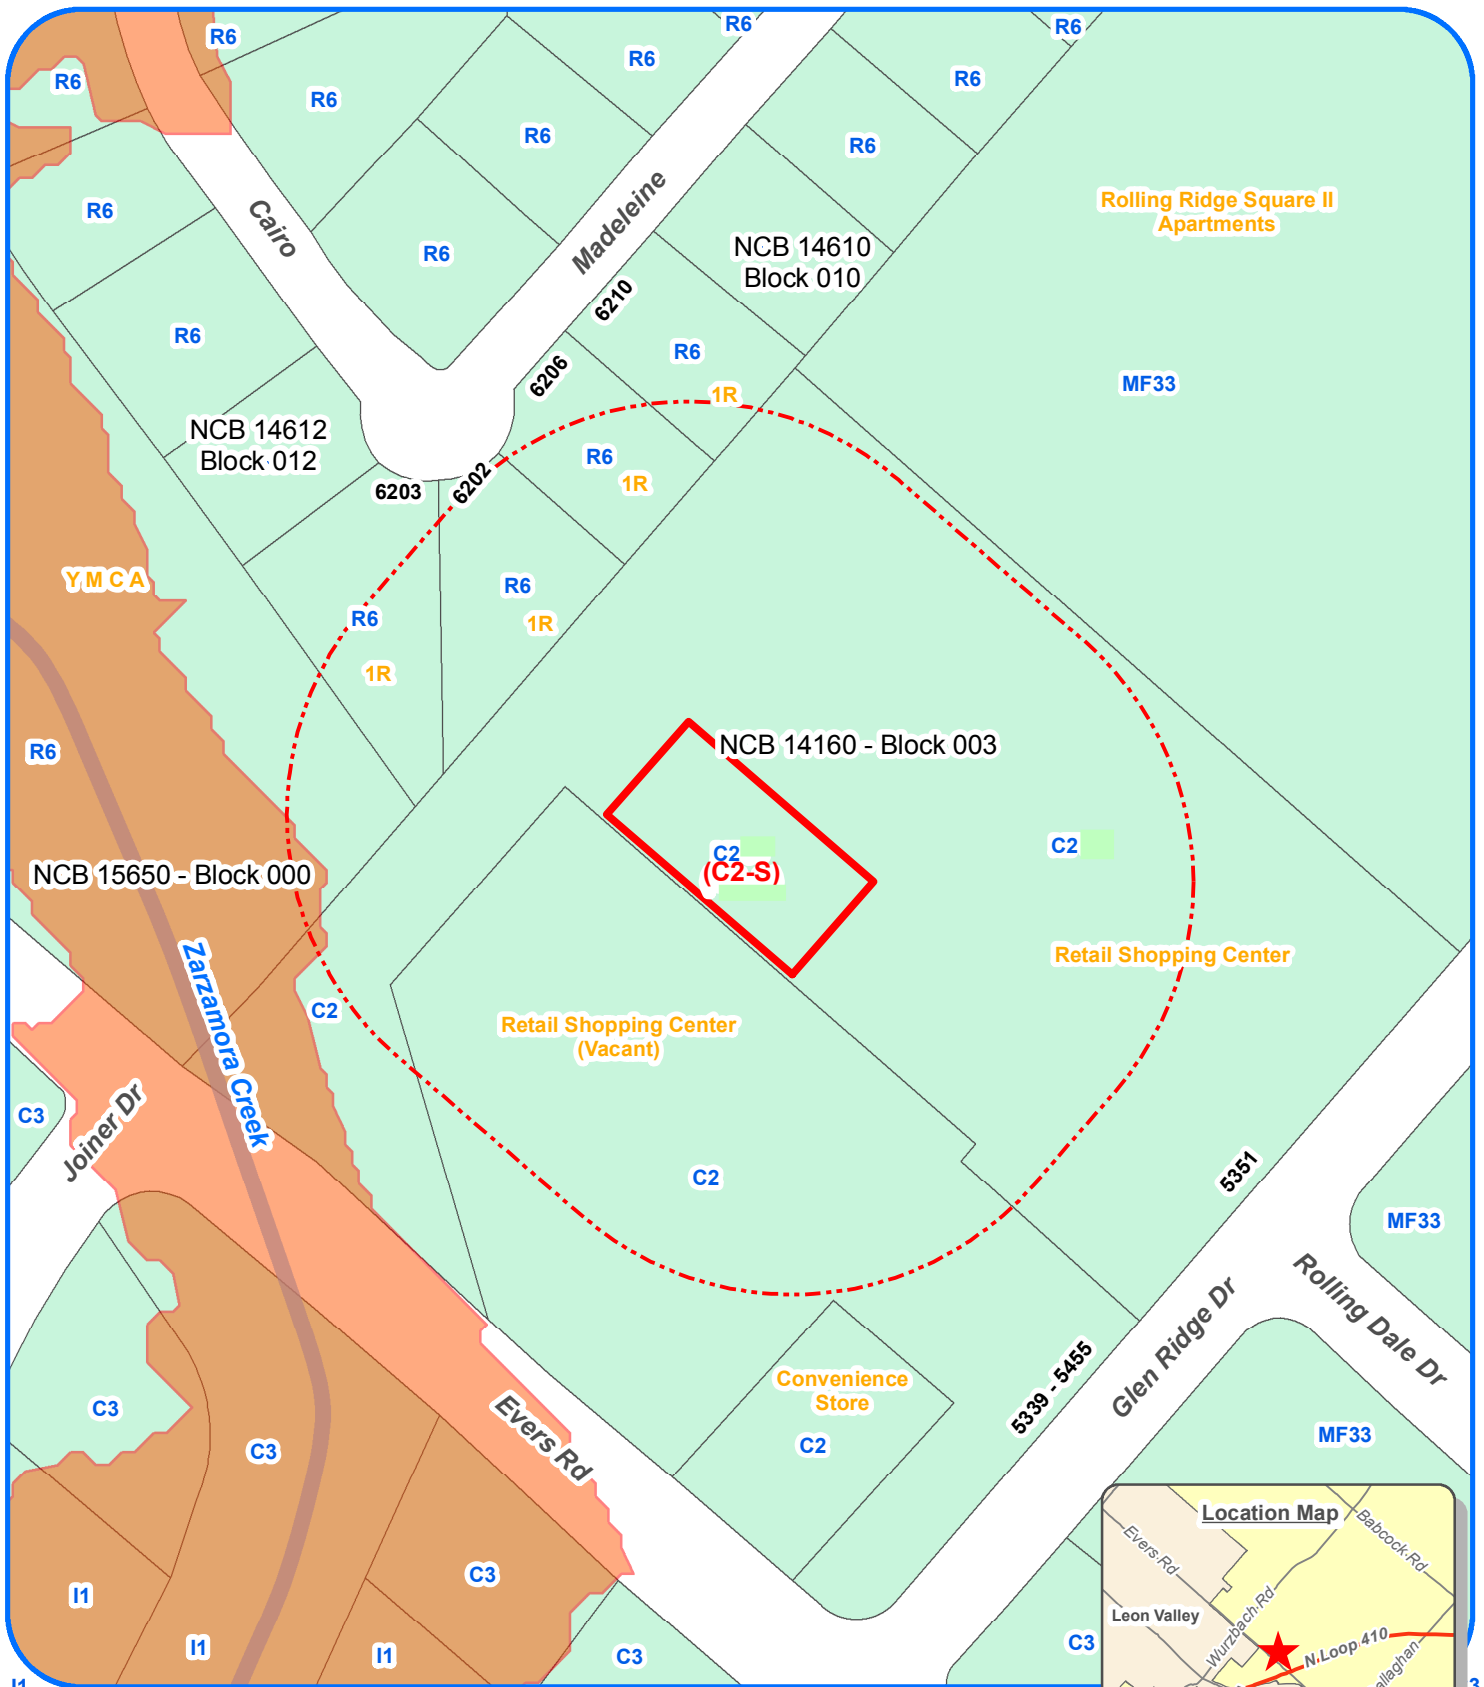 R6
R6
R6
R6
R6
R6
R6
R6
R6
Rolling Ridge Square II
Apartments
R6
Cairo
Madeleine
NCB 14610
Block 010
R6
6210
R6
R6
6206
MF33
1R
NCB 14612
Block 012
R6
1R
6203
6202
Y M C A
R6
1R
R6
1R
R6
NCB 14160 - Block 003
C2
(C2-S)
C2
NCB 15650 - Block 000
Retail Shopping Center
Zarzamora Creek
C2
Retail Shopping Center
(Vacant)
C3
Joiner Dr
C2
5351
MF33
Glen Ridge Dr
Rolling Dale Dr
5339 - 5455
Convenience
Store
C2
C3
C3
Evers Rd
MF33
C3
I1
I1
I1
C3
C3
Location Map
Evers Rd
Babcock Rd
Leon Valley
Wurzbach Rd
N Loop 410
allaghan
I1
3